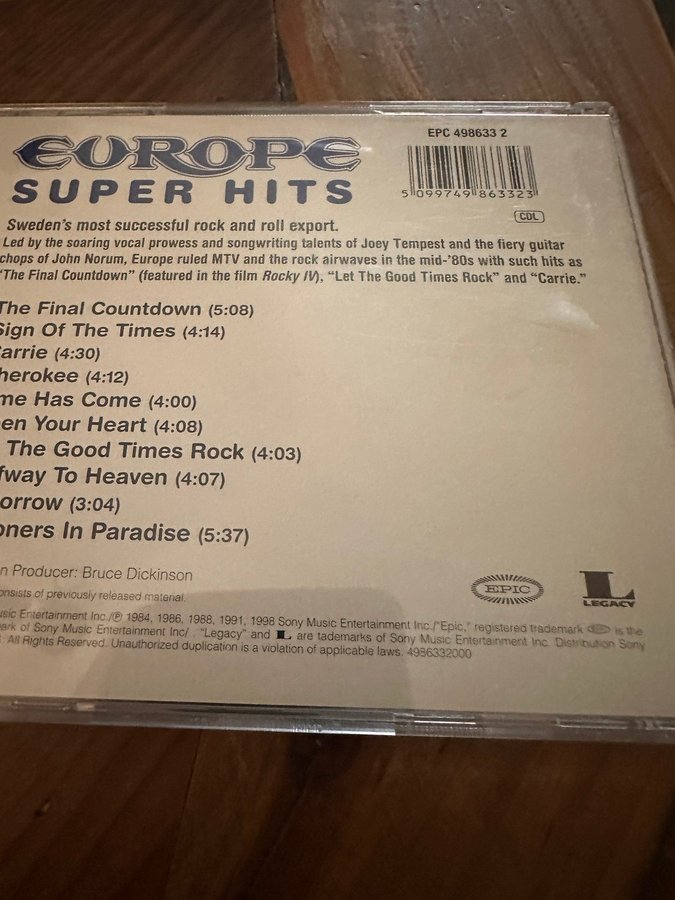 EUROPE
SUPER HITS
EPC 498633 2
5 099749 863323
CDL
Sweden's most successful rock and roll export.
Led by the soaring vocal prowess and songwriting talents of Joey Tempest and the fiery guitar
chops of John Norum, Europe ruled MTV and the rock airwaves in the mid-'80s with such hits as
"The Final Countdown" (featured in the film Rocky IV), "Let The Good Times Rock" and "Carrie."
The Final Countdown (5:08)
Sign Of The Times (4:14)
Carrie (4:30)
herokee (4:12)
me Has Come (4:00)
en Your Heart (4:08)
The Good Times Rock (4:03)
fway To Heaven (4:07)
orrow (3:04)
oners In Paradise (5:37)
n Producer: Bruce Dickinson
onsists of previously released material.
EPIC
L
LEGACY
usic Entertainment Inc./℗ 1984, 1986, 1988, 1991, 1998 Sony Music Entertainment Inc./"Epic," registered trademark EPIC is the
ark of Sony Music Entertainment Inc/ . "Legacy" and L are tademarks of Sony Music Entertainment Inc. Distribution Sony
. All Rights Reserved. Unauthorized duplication is a violation of applicable laws. 4986332000